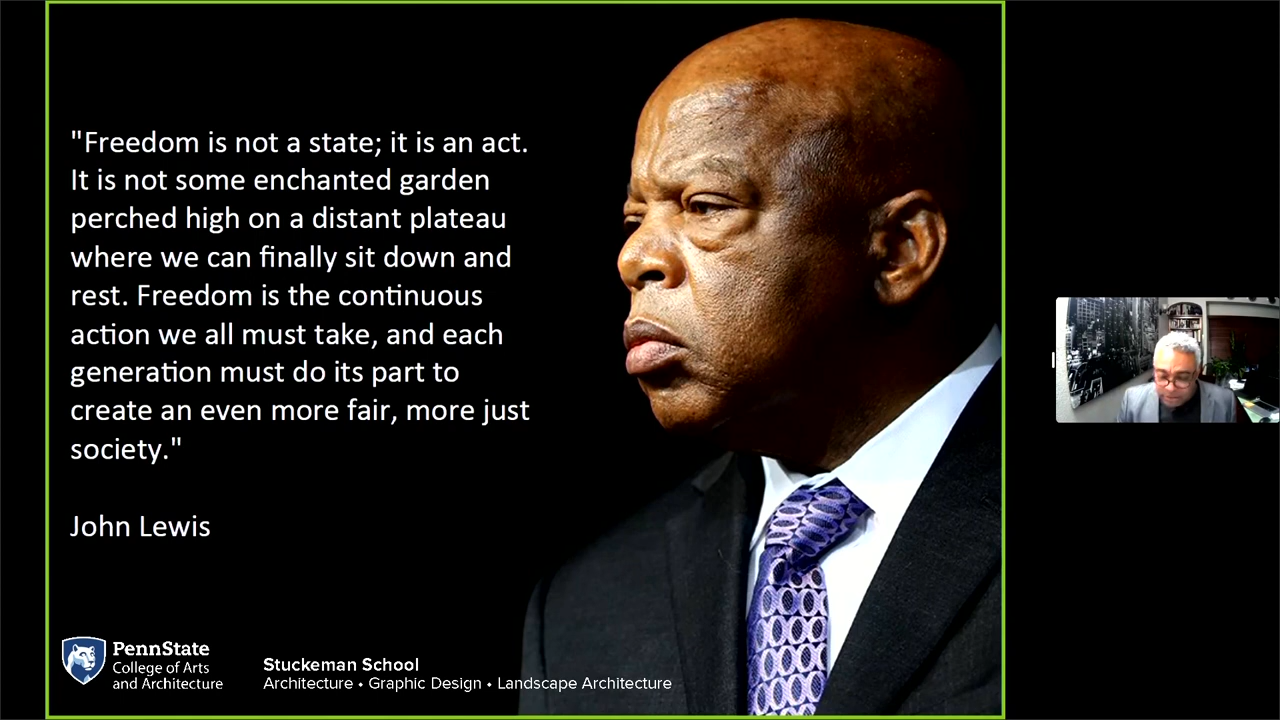 "Freedom is not a state; it is an act.
It is not some enchanted garden
perched high on a distant plateau
where we can finally sit down and
rest. Freedom is the continuous
action we all must take, and each
generation must do its part to
create an even more fair, more just
society."
John Lewis
PennState
College of Arts
and Architecture
Stuckeman School
Architecture • Graphic Design • Landscape Architecture